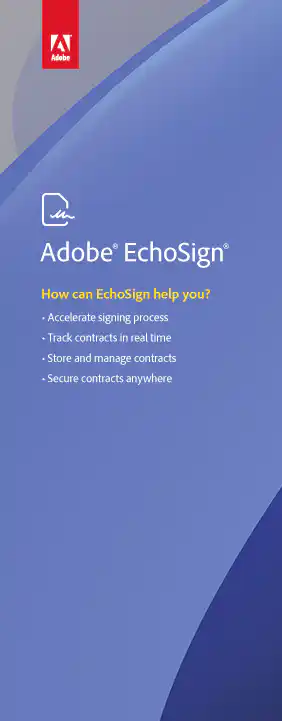 Adobe
Adobe® EchoSign®
How can EchoSign help you?
• Accelerate signing process
• Track contracts in real time
• Store and manage contracts
• Secure contracts anywhere